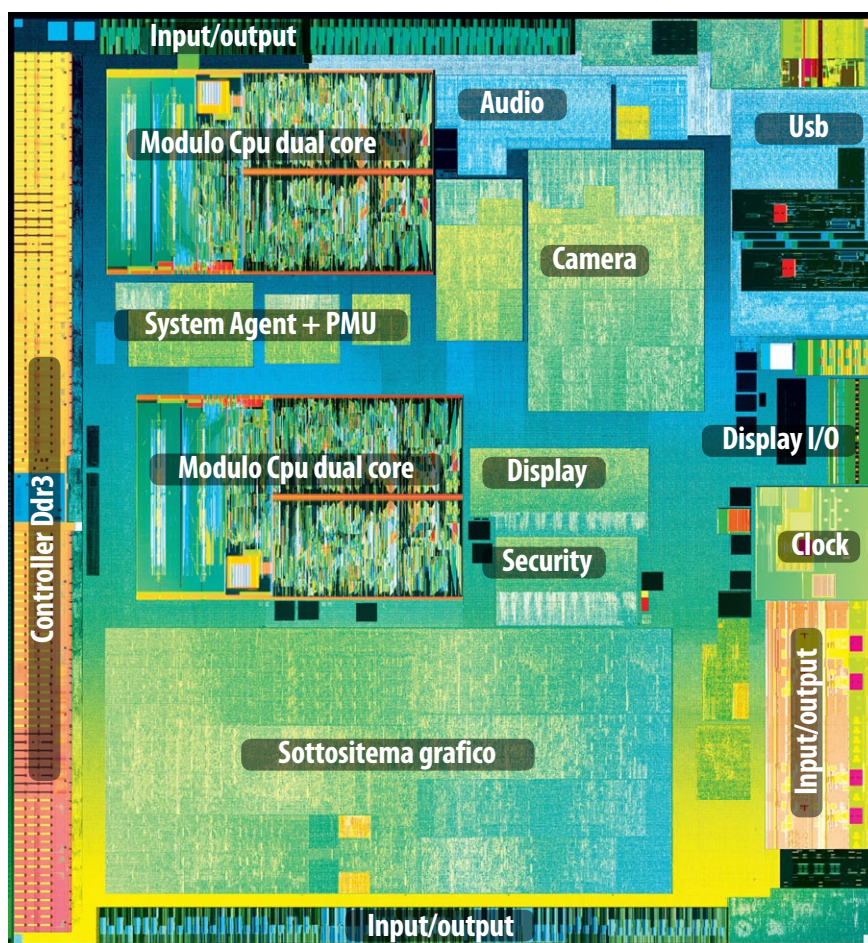 Input/output
Audio
Usb
Modulo Cpu dual core
Camera
System Agent + PMU
Controller Ddr3
Display I/O
Modulo Cpu dual core
Display
Security
Clock
Input/output
Sottositema grafico
Input/output